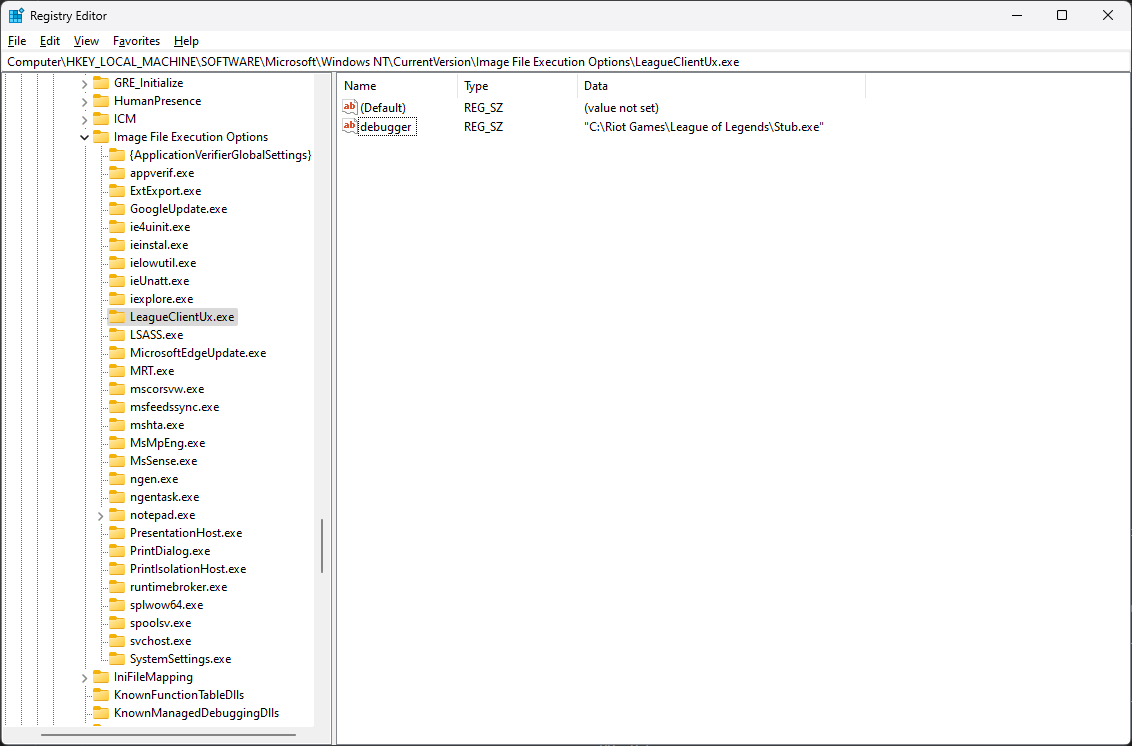 Registry Editor
File Edit View Favorites Help
Computer\HKEY_LOCAL_MACHINE\SOFTWARE\Microsoft\Windows NT\CurrentVersion\Image File Execution Options\LeagueClientUx.exe
GRE_Initialize
HumanPresence
ICM
Image File Execution Options
{ApplicationVerifierGlobalSettings}
appverif.exe
ExtExport.exe
GoogleUpdate.exe
ie4uinit.exe
ieinstal.exe
ielowutil.exe
ieUnatt.exe
iexplore.exe
LeagueClientUx.exe
LSASS.exe
MicrosoftEdgeUpdate.exe
MRT.exe
mscorsvw.exe
msfeedssync.exe
mshta.exe
MsMpEng.exe
MsSense.exe
ngen.exe
ngentask.exe
notepad.exe
PresentationHost.exe
PrintDialog.exe
PrintIsolationHost.exe
runtimebroker.exe
splwow64.exe
spoolsv.exe
svchost.exe
SystemSettings.exe
IniFileMapping
KnownFunctionTableDlls
KnownManagedDebuggingDlls
Name Type Data
ab (Default) REG_SZ (value not set)
ab debugger REG_SZ "C:\Riot Games\League of Legends\Stub.exe"